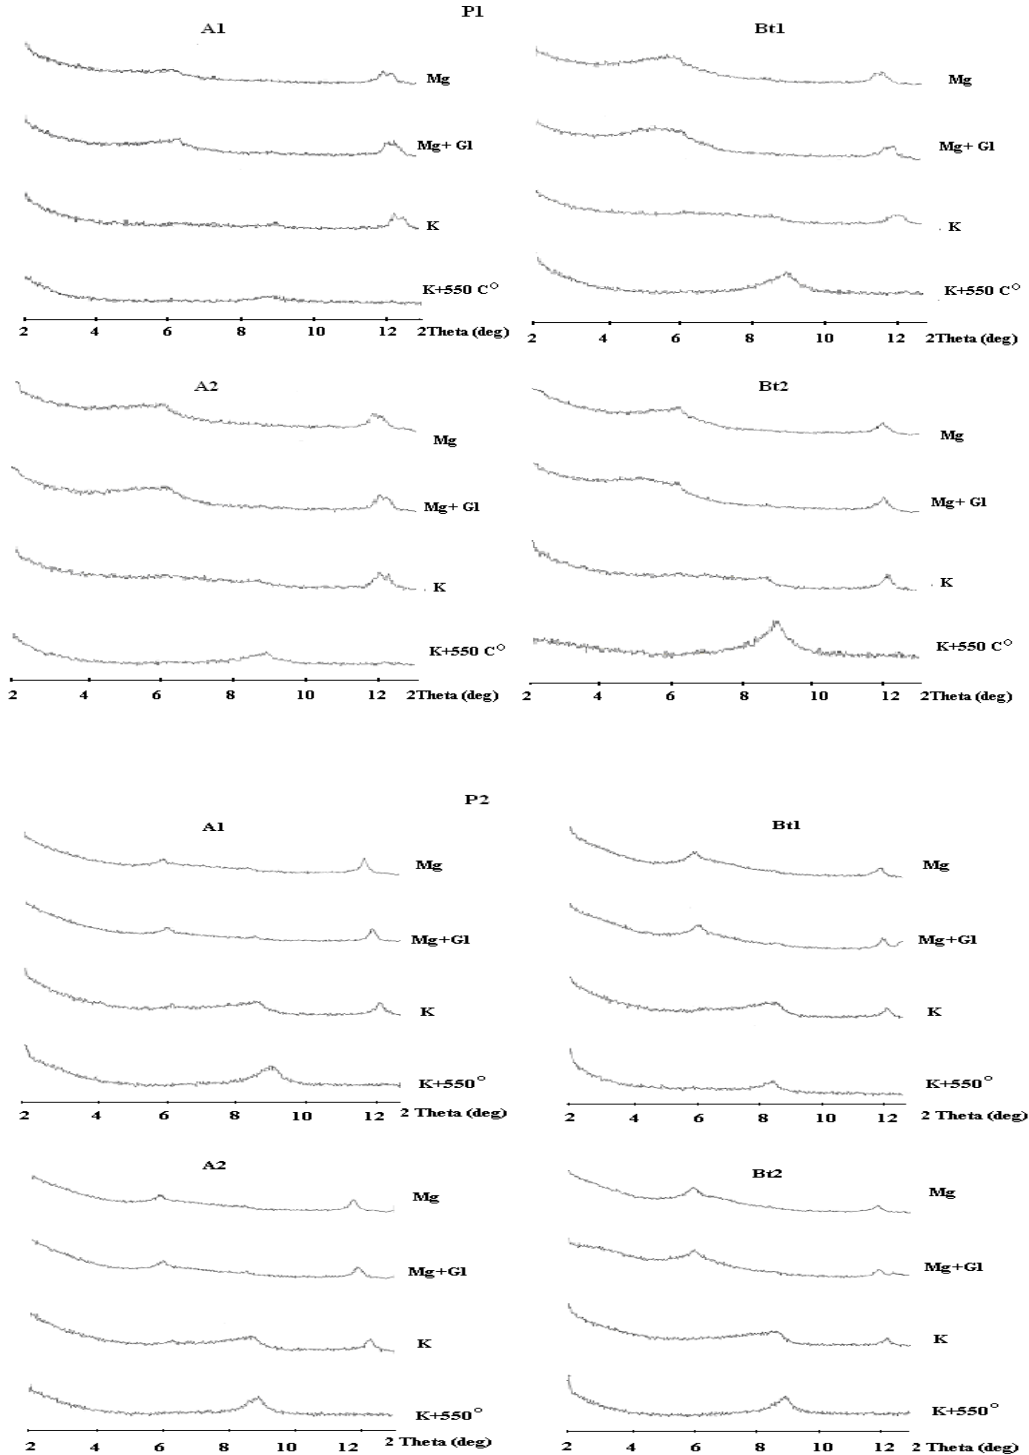 P1
A1 Bt1
Mg Mg
Mg+ Gl Mg+ Gl
K K
K+550 C° K+550 C°
2 4 6 8 10 12 2Theta (deg) 2 4 6 8 10 12 2Theta (deg)
A2 Bt2
Mg Mg
Mg+ Gl Mg+ Gl
K K
K+550 C° K+550 C°
2 4 6 8 10 12 2Theta (deg) 2 4 6 8 10 12 2Theta (deg)
P2
A1 Bt1
Mg Mg
Mg+Gl Mg+Gl
K K
K+550° K+550°
2 4 6 8 10 12 2 Theta (deg) 2 4 6 8 10 12 2 Theta (deg)
A2 Bt2
Mg Mg
Mg+Gl Mg+Gl
K K
K+550° K+550°
2 4 6 8 10 12 2 Theta (deg) 2 4 6 8 10 12 2 Theta (deg)